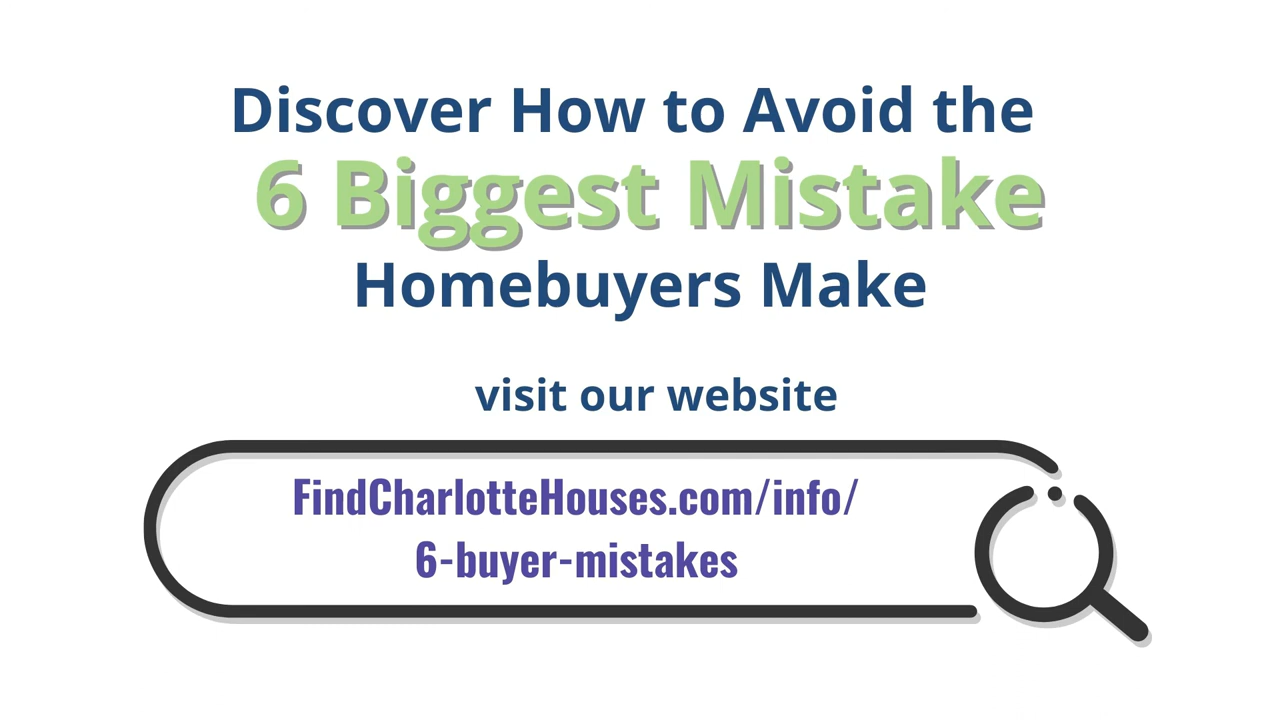 Discover How to Avoid the
6 Biggest Mistake
Homebuyers Make
visit our website
FindCharlotteHouses.com/info/
6-buyer-mistakes